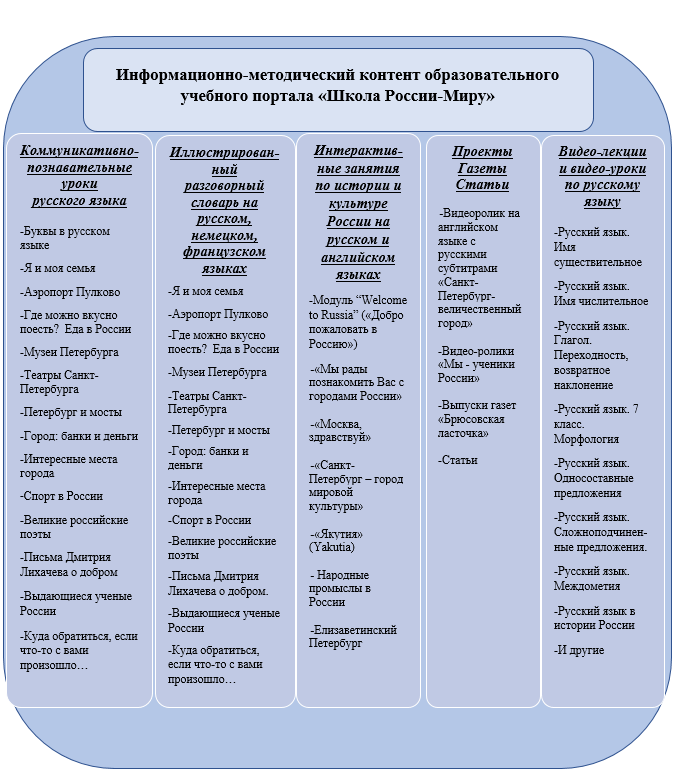 Информационно-методический контент образовательного
учебного портала «Школа России-Миру»
Коммуникативно-
познавательные
уроки
русского языка
-Буквы в русском
языке
-Я и моя семья
-Аэропорт Пулково
-Где можно вкусно
поесть? Еда в России
-Музеи Петербурга
-Театры Санкт-
Петербурга
-Петербург и мосты
-Город: банки и деньги
-Интересные места
города
-Спорт в России
-Великие российские
поэты
-Письма Дмитрия
Лихачева о добром
-Выдающиеся ученые
России
-Куда обратиться, если
что-то с вами
произошло…
Иллюстрирован-
ный
разговорный
словарь на
русском,
немецком,
французском
языках
-Я и моя семья
-Аэропорт Пулково
-Где можно вкусно
поесть? Еда в России
-Музеи Петербурга
-Театры Санкт-
Петербурга
-Петербург и мосты
-Город: банки и
деньги
-Интересные места
города
-Спорт в России
-Великие российские
поэты
-Письма Дмитрия
Лихачева о добром.
-Выдающиеся ученые
России
-Куда обратиться,
если что-то с вами
произошло…
Интерактив-
ные занятия
по истории и
культуре
России на
русском и
английском
языках
-Модуль “Welcome
to Russia” («Добро
пожаловать в
Россию»)
-«Мы рады
познакомить Вас с
городами России»
-«Москва,
здравствуй»
-«Санкт-
Петербург – город
мировой
культуры»
-«Якутия»
(Yakutia)
- Народные
промыслы в
России
-Елизаветинский
Петербург
Проекты
Газеты
Статьи
-Видеоролик на
английском
языке с
русскими
субтитрами
«Санкт-
Петербург-
величественный
город»
-Видео-ролики
«Мы - ученики
России»
-Выпуски газет
«Брюсовская
ласточка»
-Статьи
Видео-лекции
и видео-уроки
по русскому
языку
-Русский язык.
Имя
существительное
-Русский язык.
Имя числительное
-Русский язык.
Глагол.
Переходность,
возвратное
наклонение
-Русский язык. 7
класс.
Морфология
-Русский язык.
Односоставные
предложения
-Русский язык.
Сложноподчинен-
ные предложения.
-Русский язык.
Междометия
-Русский язык в
истории России
-И другие